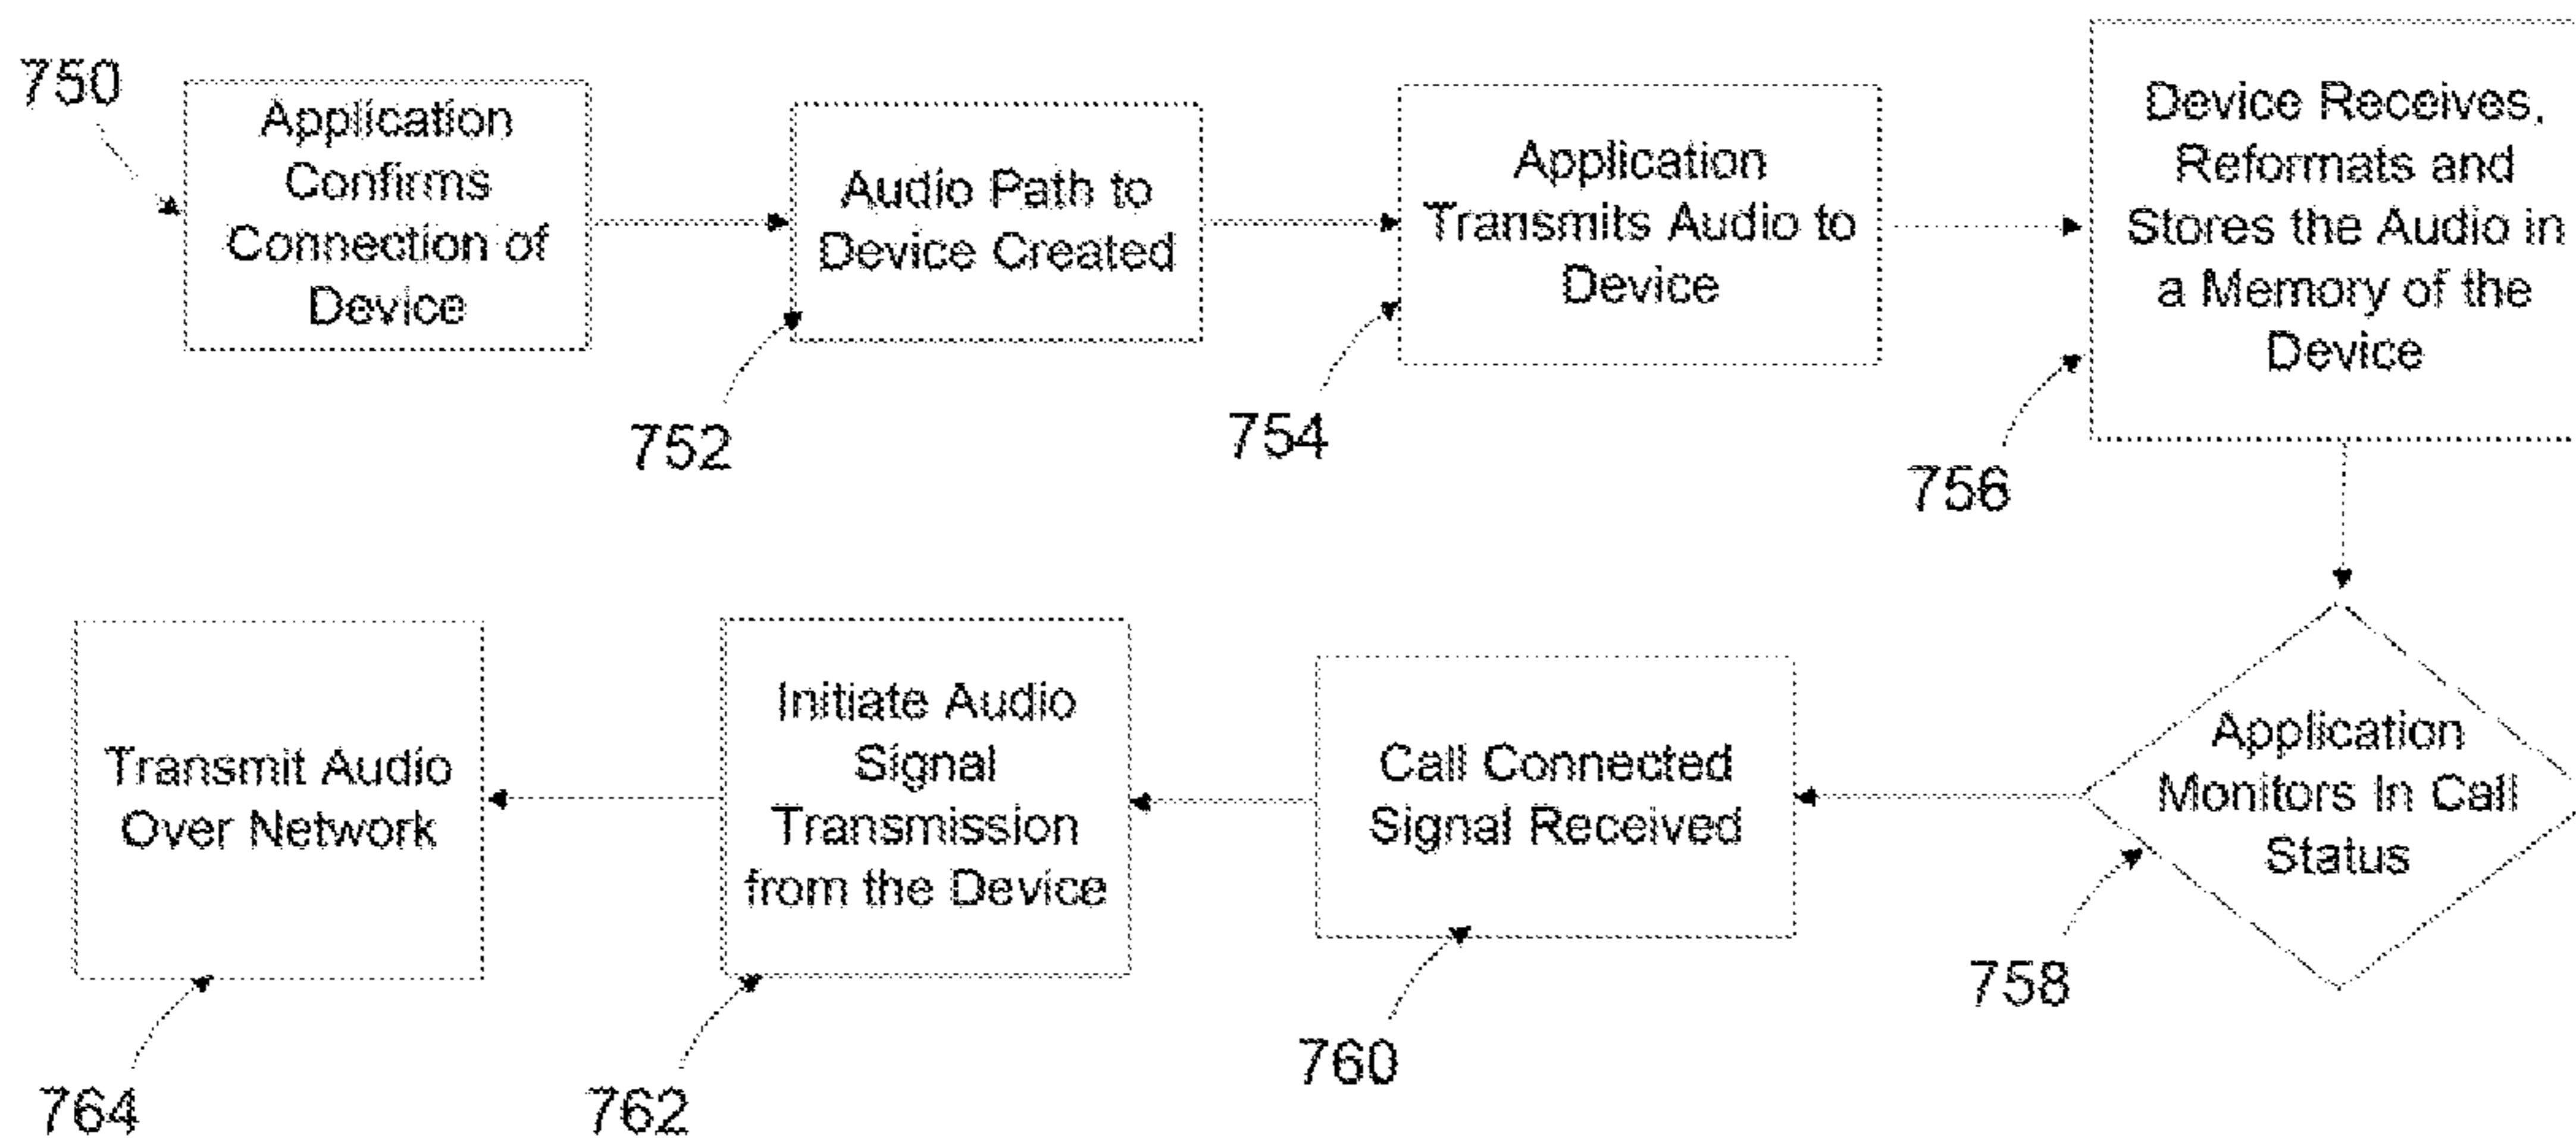 750
Application
Confirms
Connection of
Device
752
Audio Path to
Device Created
754
Application
Transmits Audio to
Device
756
Device Receives,
Reformats and
Stores the Audio in
a Memory of the
Device
758
Application
Monitors In Call
Status
760
Call Connected
Signal Received
762
Initiate Audio
Signal
Transmission
from the Device
764
Transmit Audio
Over Network